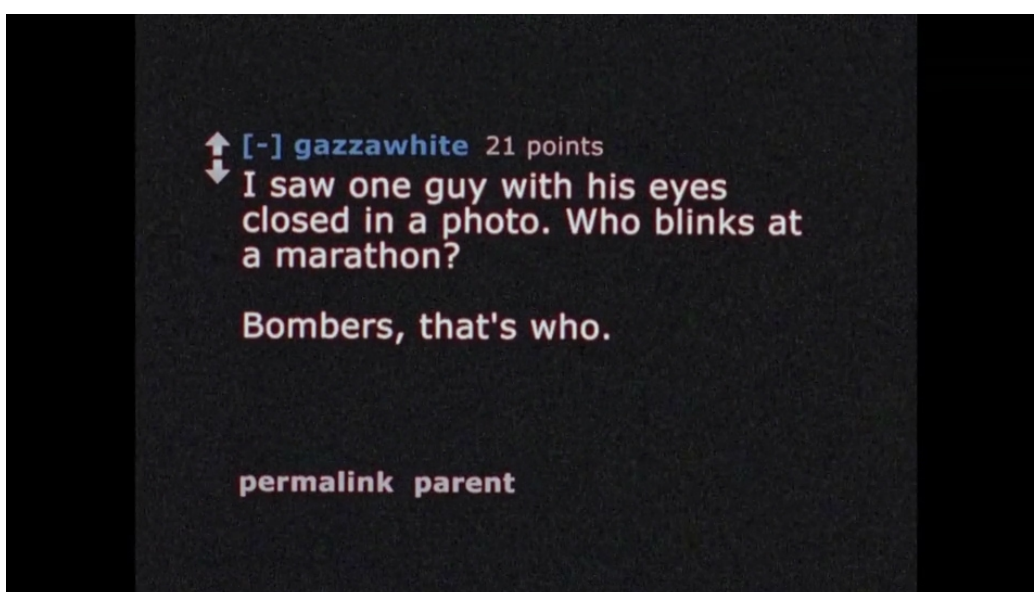 [-] gazzawhite 21 points
I saw one guy with his eyes
closed in a photo. Who blinks at
a marathon?
Bombers, that's who.
permalink parent